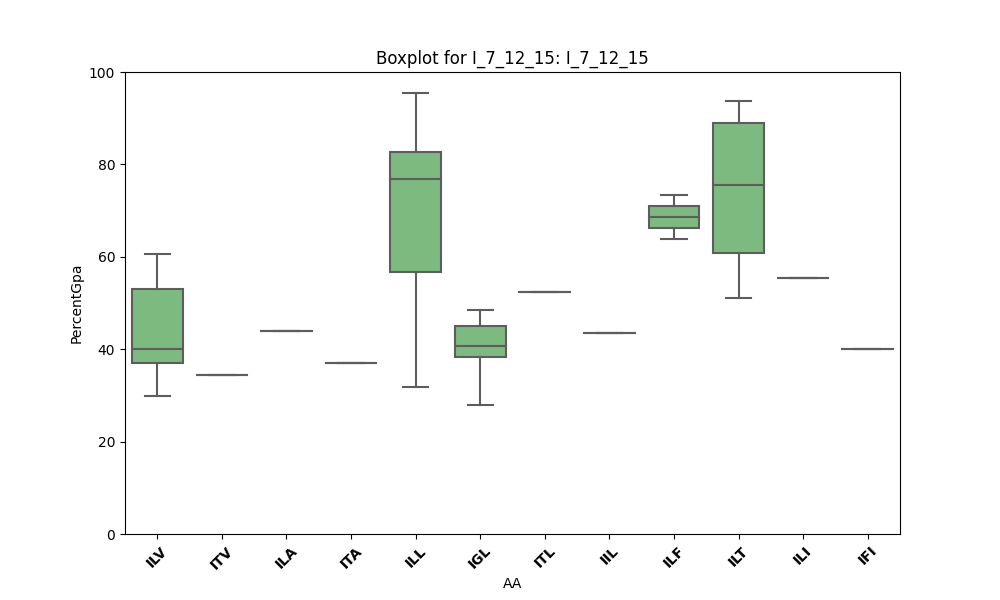 Boxplot for I_7_12_15: I_7_12_15
100
80
60
40
20
0
PercentGpa
ILV ITV ILA ITA ILL IGL ITL IIL ILF ILT ILI IFI
AA